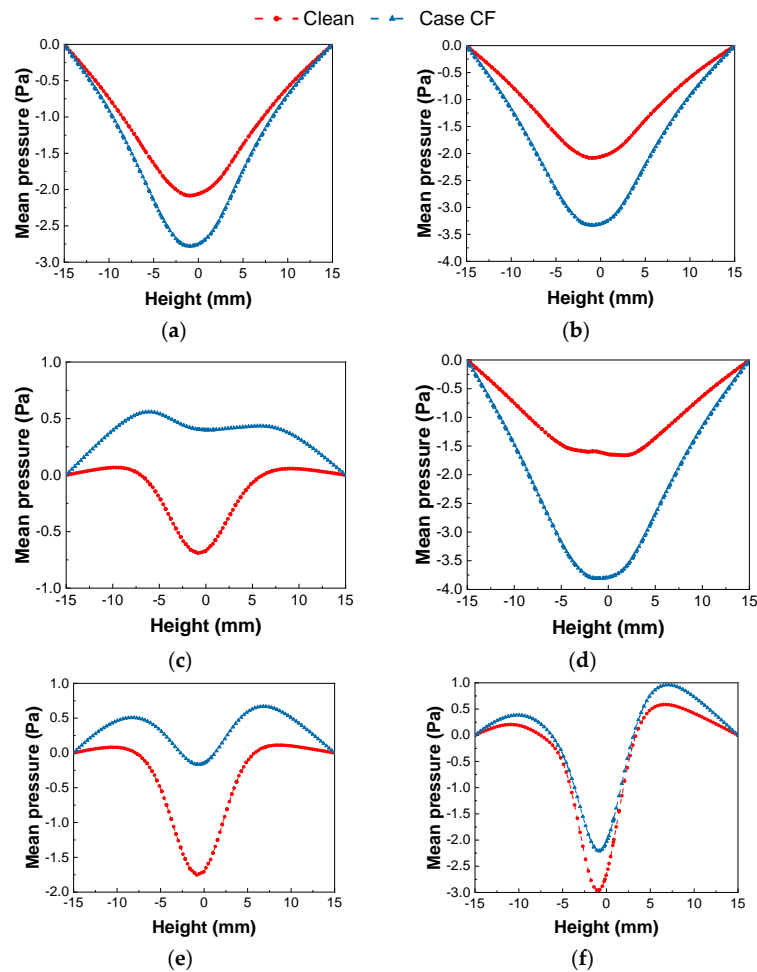 Clean Case CF
0.0 -0.5 -1.0 -1.5 -2.0 -2.5 -3.0
Mean pressure (Pa)
-15 -10 -5 0 5 10 15
Height (mm)
(a)
0.0 -0.5 -1.0 -1.5 -2.0 -2.5 -3.0 -3.5 -4.0
Mean pressure (Pa)
-15 -10 -5 0 5 10 15
Height (mm)
(b)
1.0 0.5 0.0 -0.5 -1.0
Mean pressure (Pa)
-15 -10 -5 0 5 10 15
Height (mm)
(c)
0.0 -0.5 -1.0 -1.5 -2.0 -2.5 -3.0 -3.5 -4.0
Mean pressure (Pa)
-15 -10 -5 0 5 10 15
Height (mm)
(d)
1.0 0.5 0.0 -0.5 -1.0 -1.5 -2.0
Mean pressure (Pa)
-15 -10 -5 0 5 10 15
Height (mm)
(e)
1.0 0.5 0.0 -0.5 -1.0 -1.5 -2.0 -2.5 -3.0
Mean pressure (Pa)
-15 -10 -5 0 5 10 15
Height (mm)
(f)